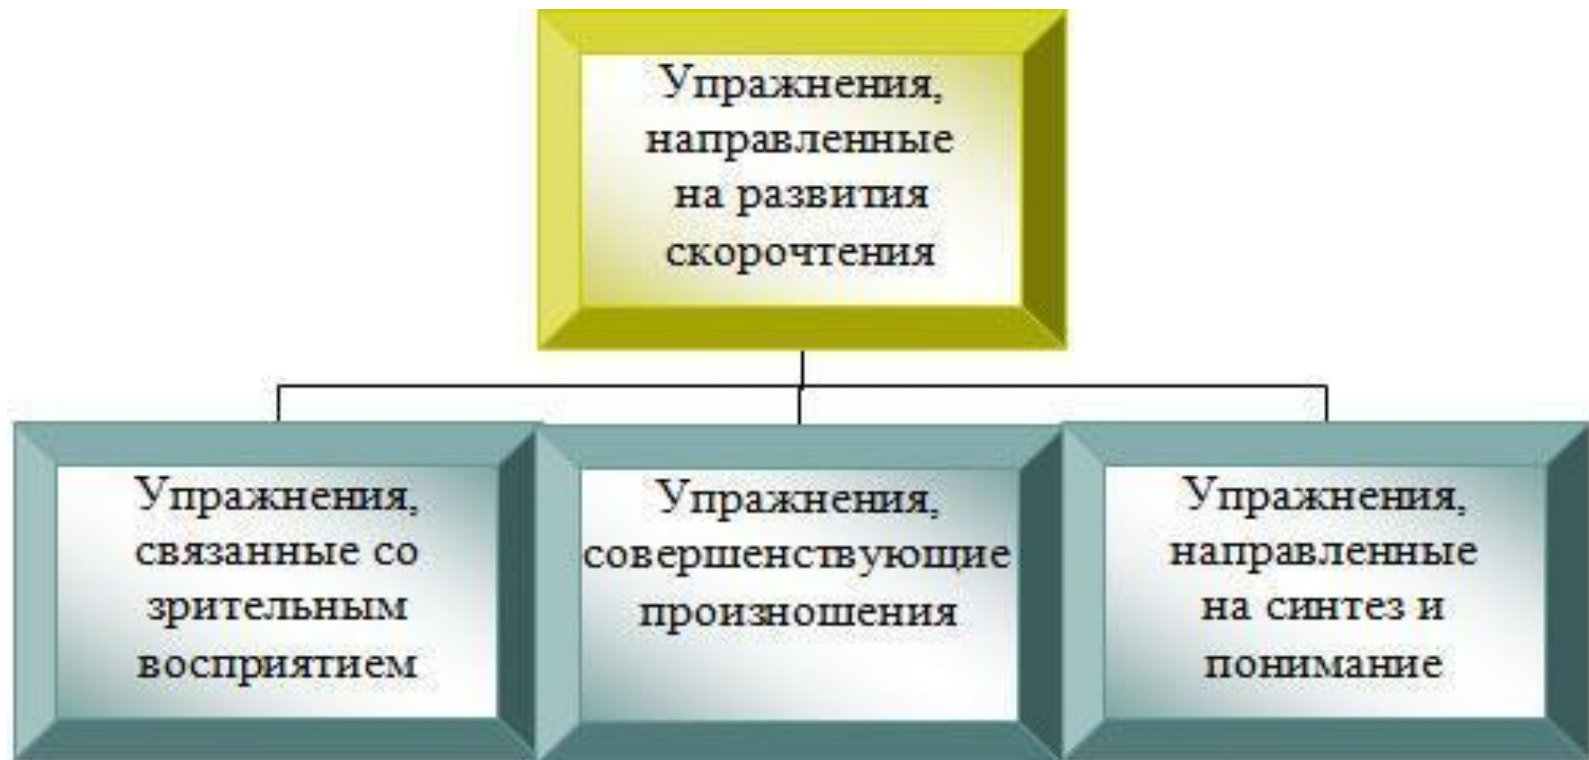 Упражнения,
направленные
на развития
скорочтения
Упражнения,
связанные со
зрительным
восприятием
Упражнения,
совершенствующие
произношения
Упражнения,
направленные
на синтез и
понимание